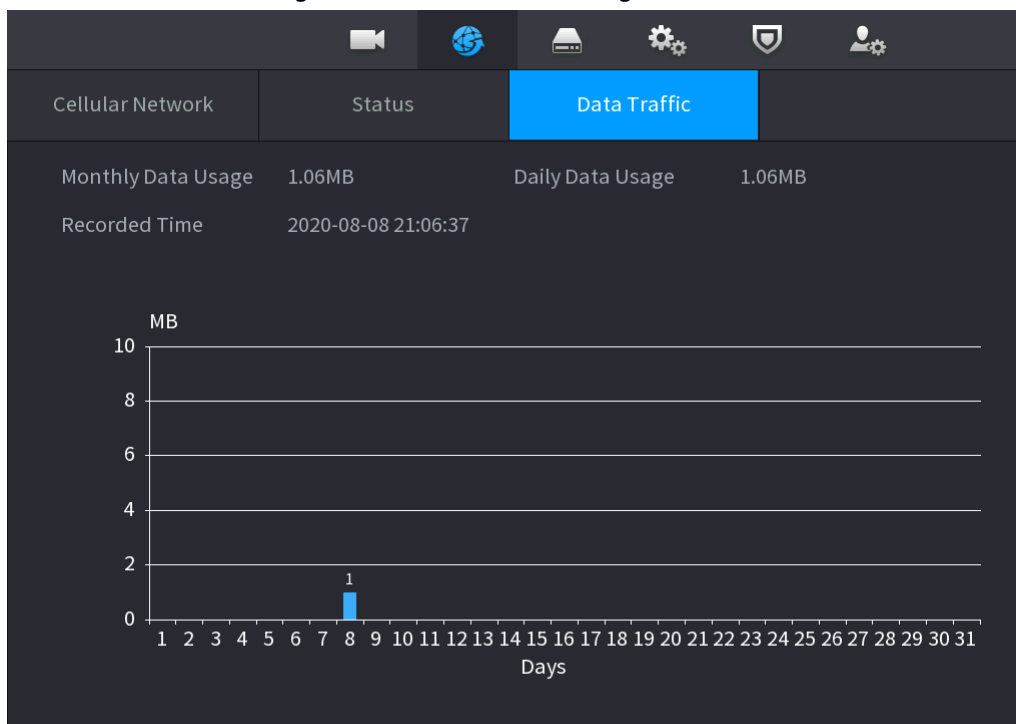 Cellular Network Status Data Traffic
Monthly Data Usage 1.06MB Daily Data Usage 1.06MB
Recorded Time 2020-08-08 21:06:37
MB
10
8
6
4
2
1
0
1 2 3 4 5 6 7 8 9 10 11 12 13 14 15 16 17 18 19 20 21 22 23 24 25 26 27 28 29 30 31
Days